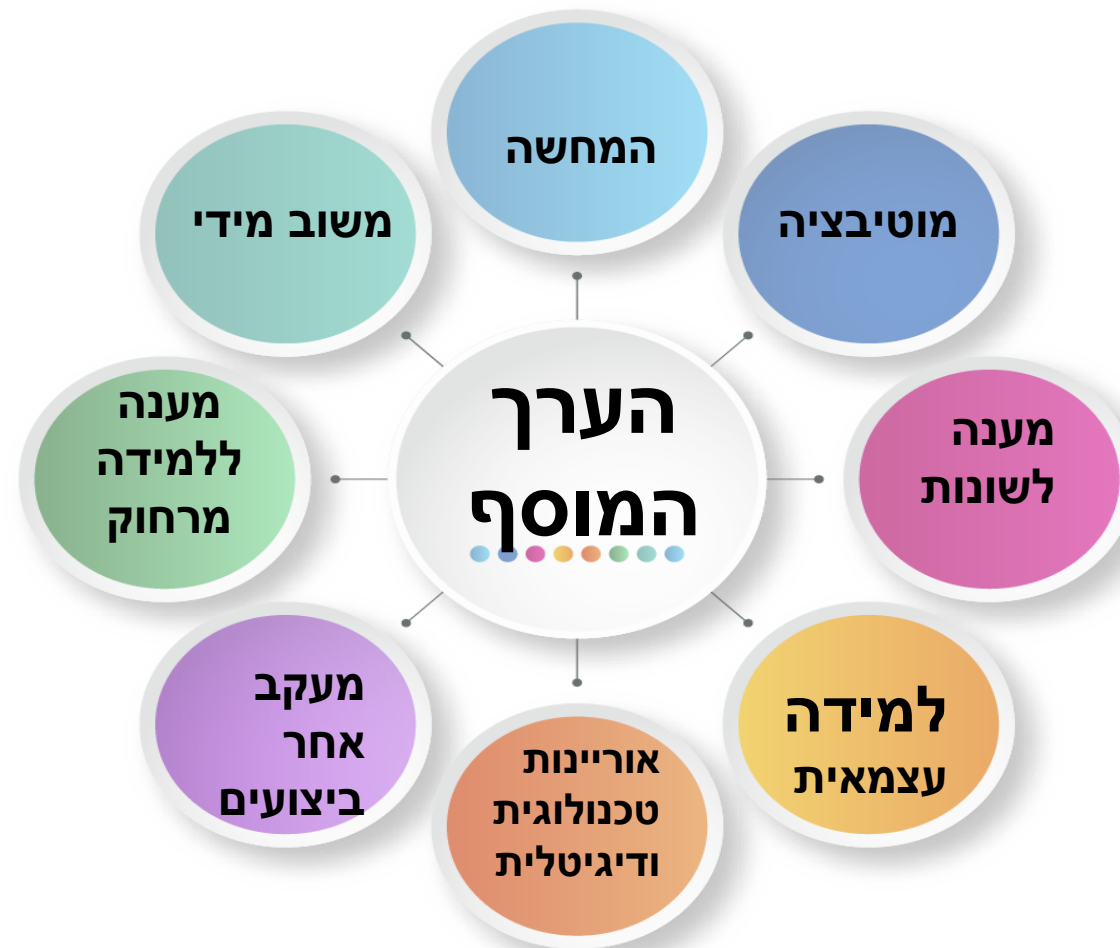 הערך
המוסף
המחשה
מוטיבציה
מענה
לשונות
למידה
עצמאית
אוריינות
טכנולוגית
ודיגיטלית
מעקב
אחר
ביצועים
מענה
ללמידה
מרחוק
משוב מידי